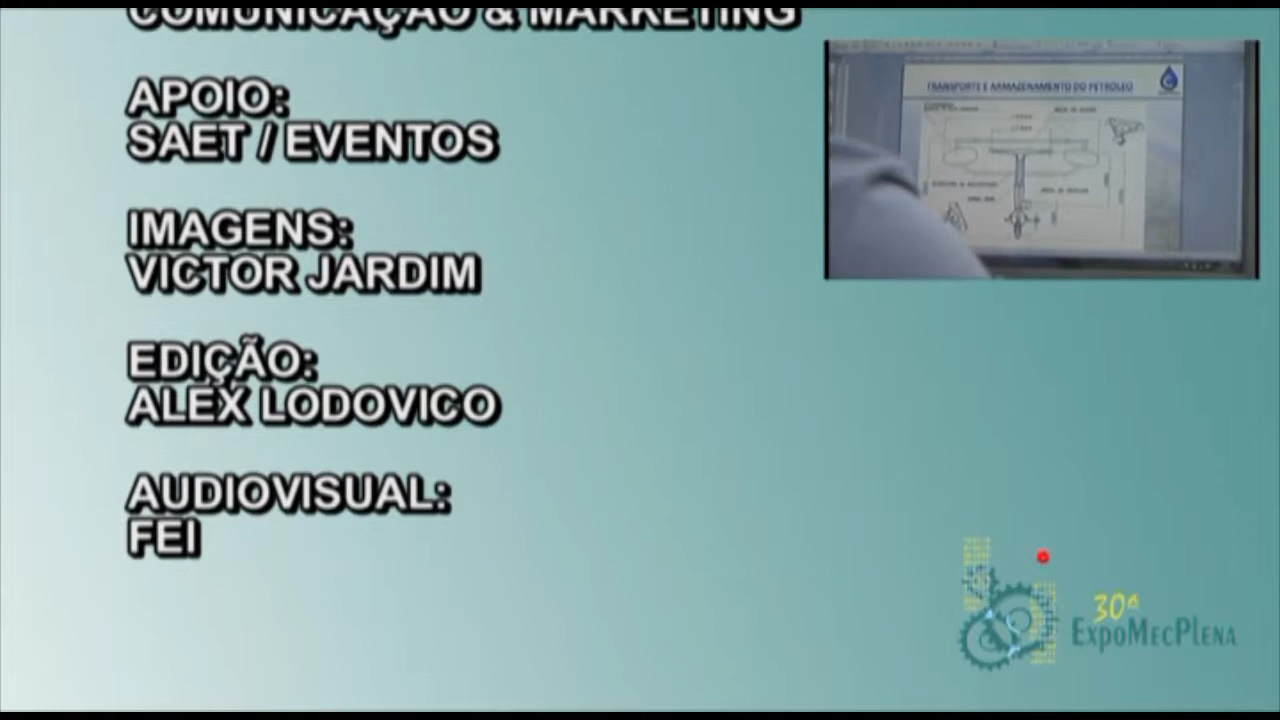 COMUNICAÇÃO & MARKETING
APOIO:
SAET / EVENTOS
IMAGENS:
VICTOR JARDIM
EDIÇÃO:
ALEX LODOVICO
AUDIOVISUAL:
FEI
TRANSPORTE E ARMAZENAMENTO DO PETRÓLEO
30ª
EXPOMECPLENA